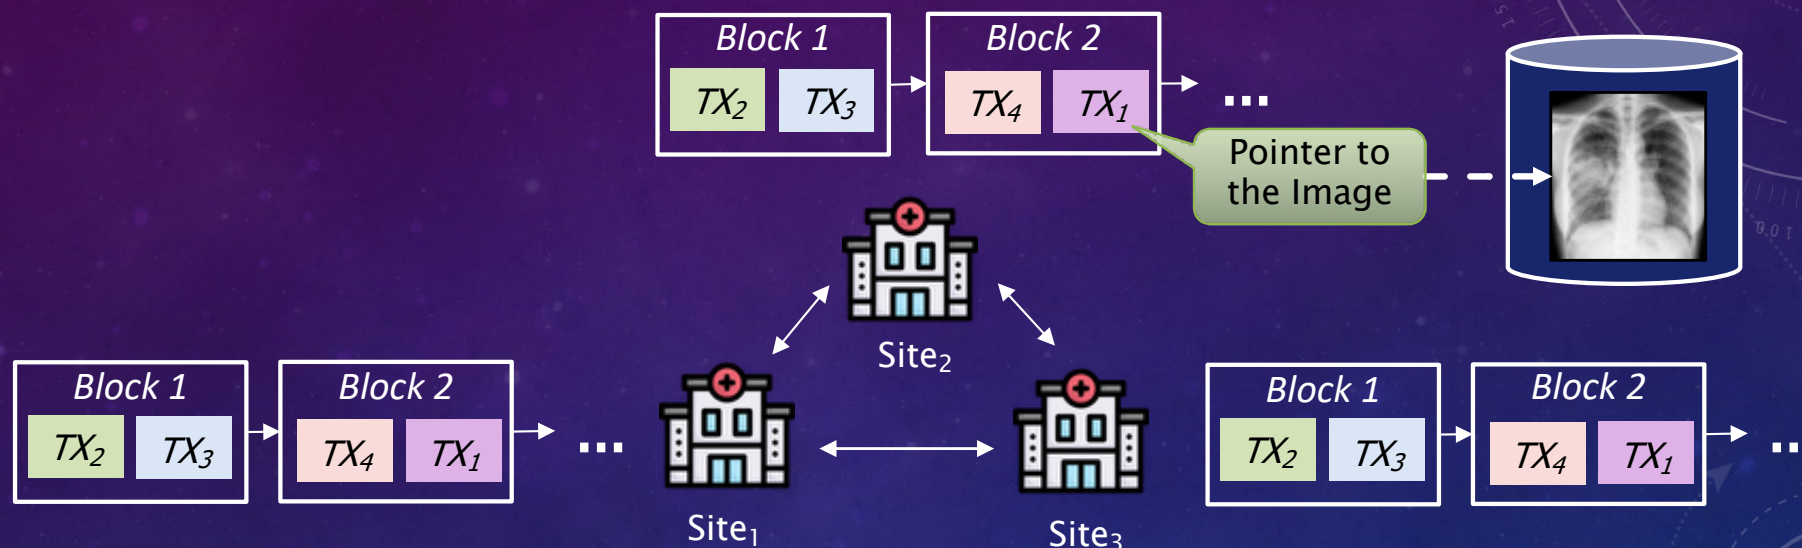 Block 1
Block 2
TX₂
TX₃
TX₄
TX₁
...
Pointer to
the Image
Site₂
Block 1
Block 2
TX₂
TX₃
TX₄
TX₁
...
Block 1
Block 2
TX₂
TX₃
TX₄
TX₁
..
Site₁
Site₃